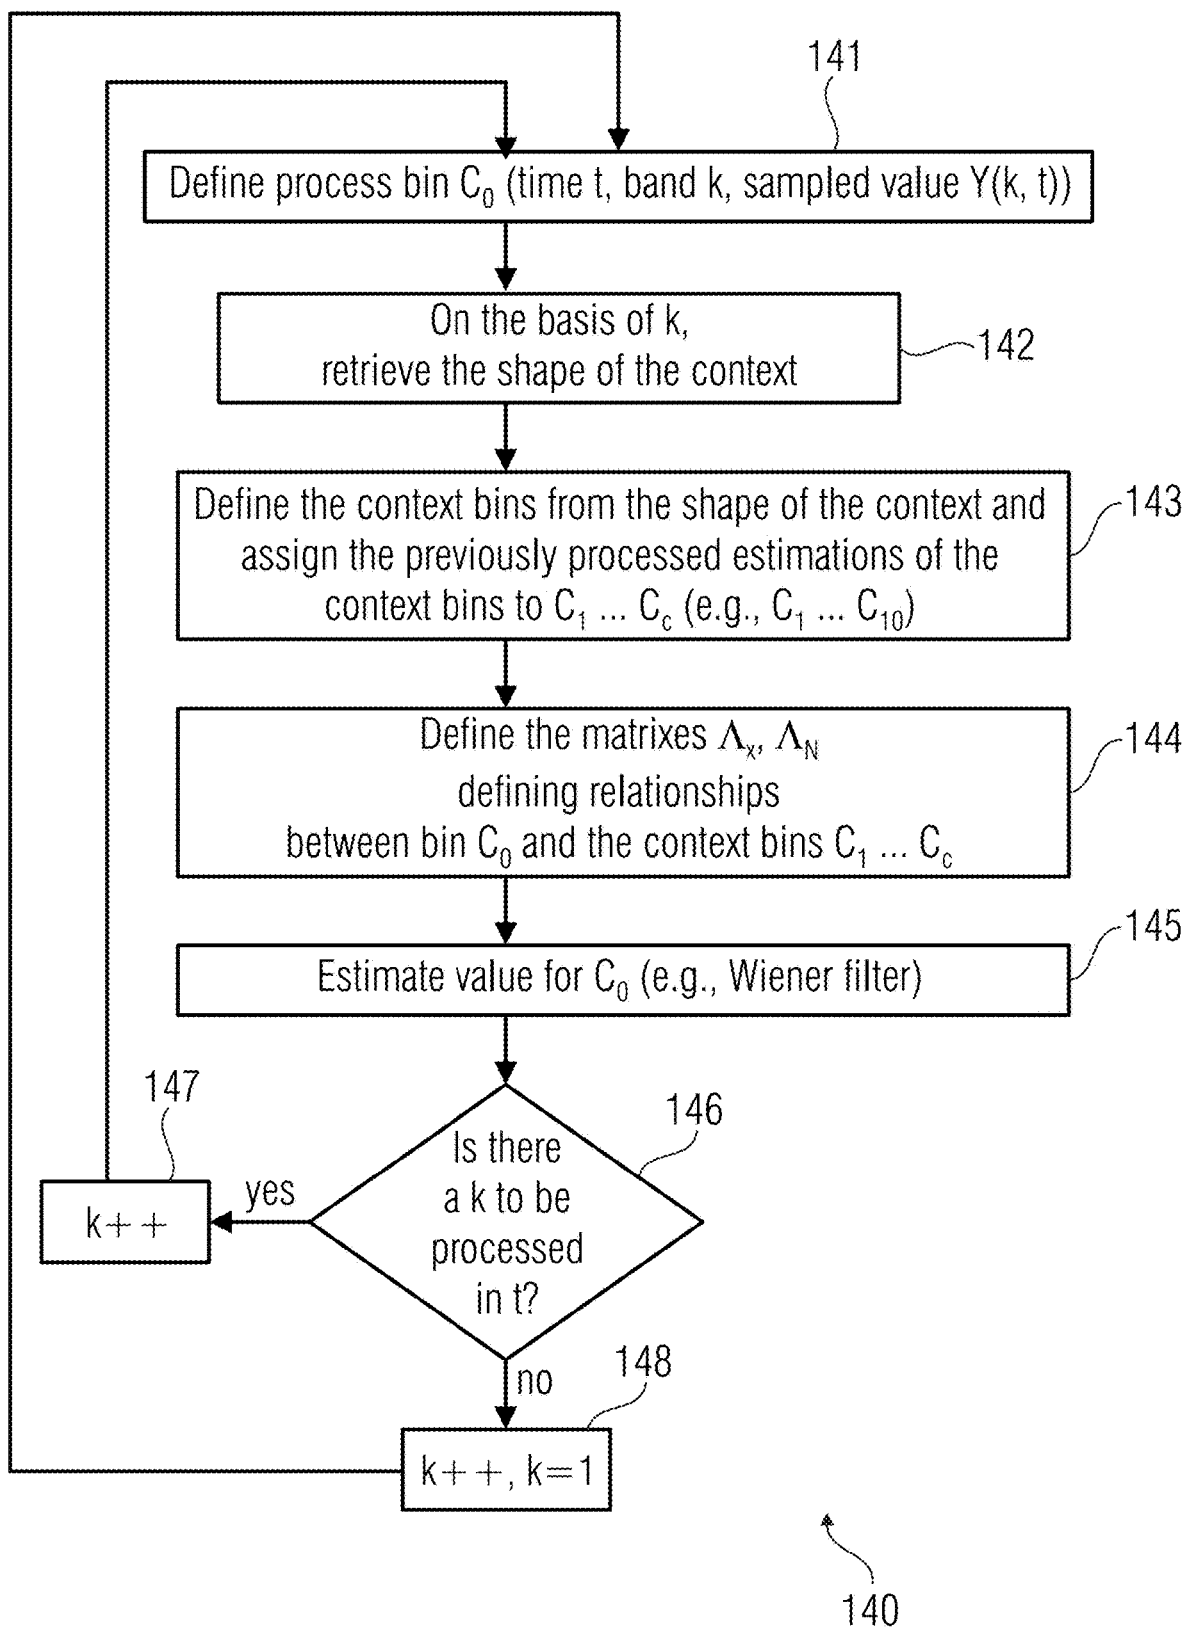 141
Define process bin C₀ (time t, band k, sampled value Y(k, t))
On the basis of k,
retrieve the shape of the context
142
Define the context bins from the shape of the context and
assign the previously processed estimations of the
context bins to C₁ ... C꜀ (e.g., C₁ ... C₁₀)
143
Define the matrixes Λₓ, Λ_N
defining relationships
between bin C₀ and the context bins C₁ ... C꜀
144
Estimate value for C₀ (e.g., Wiener filter)
145
Is there
a k to be
processed
in t?
146
yes
147
k++
no
148
k++, k=1
140